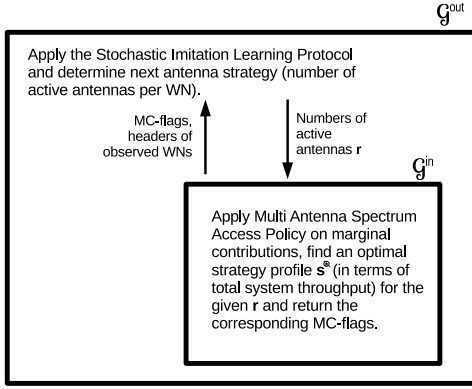 𝒢out
Apply the Stochastic Imitation Learning Protocol
and determine next antenna strategy (number of
active antennas per WN).
MC-flags,
headers of
observed WNs
Numbers of
active
antennas r
𝒢in
Apply Multi Antenna Spectrum
Access Policy on marginal
contributions, find an optimal
strategy profile s⊛ (in terms of
total system throughput) for the
given r and return the
corresponding MC-flags.